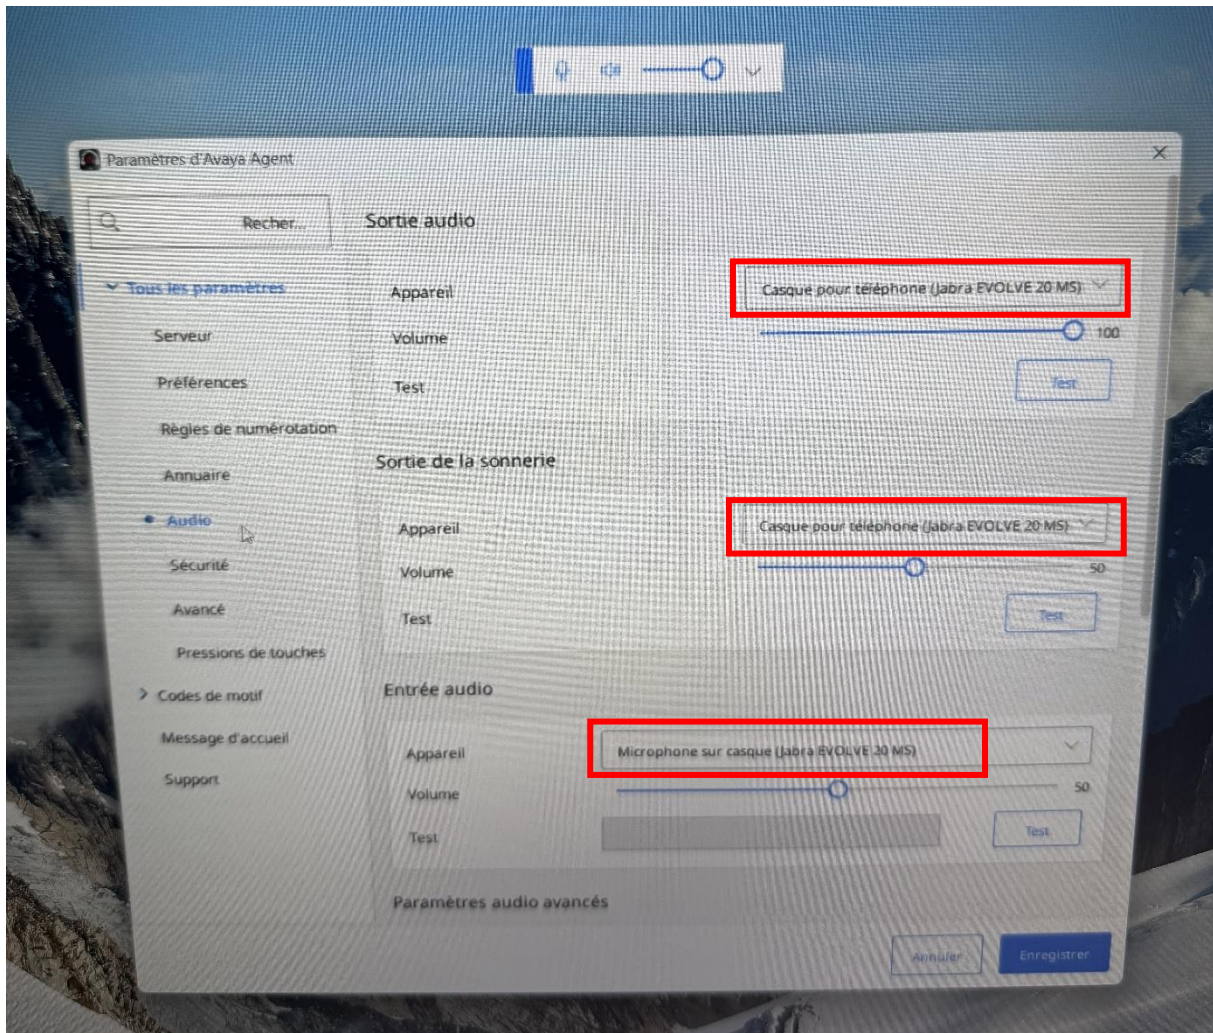 Paramètres d'Avaya Agent
Recher...
Tous les paramètres
Serveur
Préférences
Règles de numérotation
Annuaire
Audio
Sécurité
Avancé
Pressions de touches
Codes de motif
Message d'accueil
Support
Sortie audio
Appareil
Casque pour téléphone (Jabra EVOLVE 20 MS)
Volume
100
Test
Test
Sortie de la sonnerie
Appareil
Casque pour téléphone (Jabra EVOLVE 20 MS)
Volume
50
Test
Test
Entrée audio
Appareil
Microphone sur casque (Jabra EVOLVE 20 MS)
Volume
50
Test
Test
Paramètres audio avancés
Annuler
Enregistrer